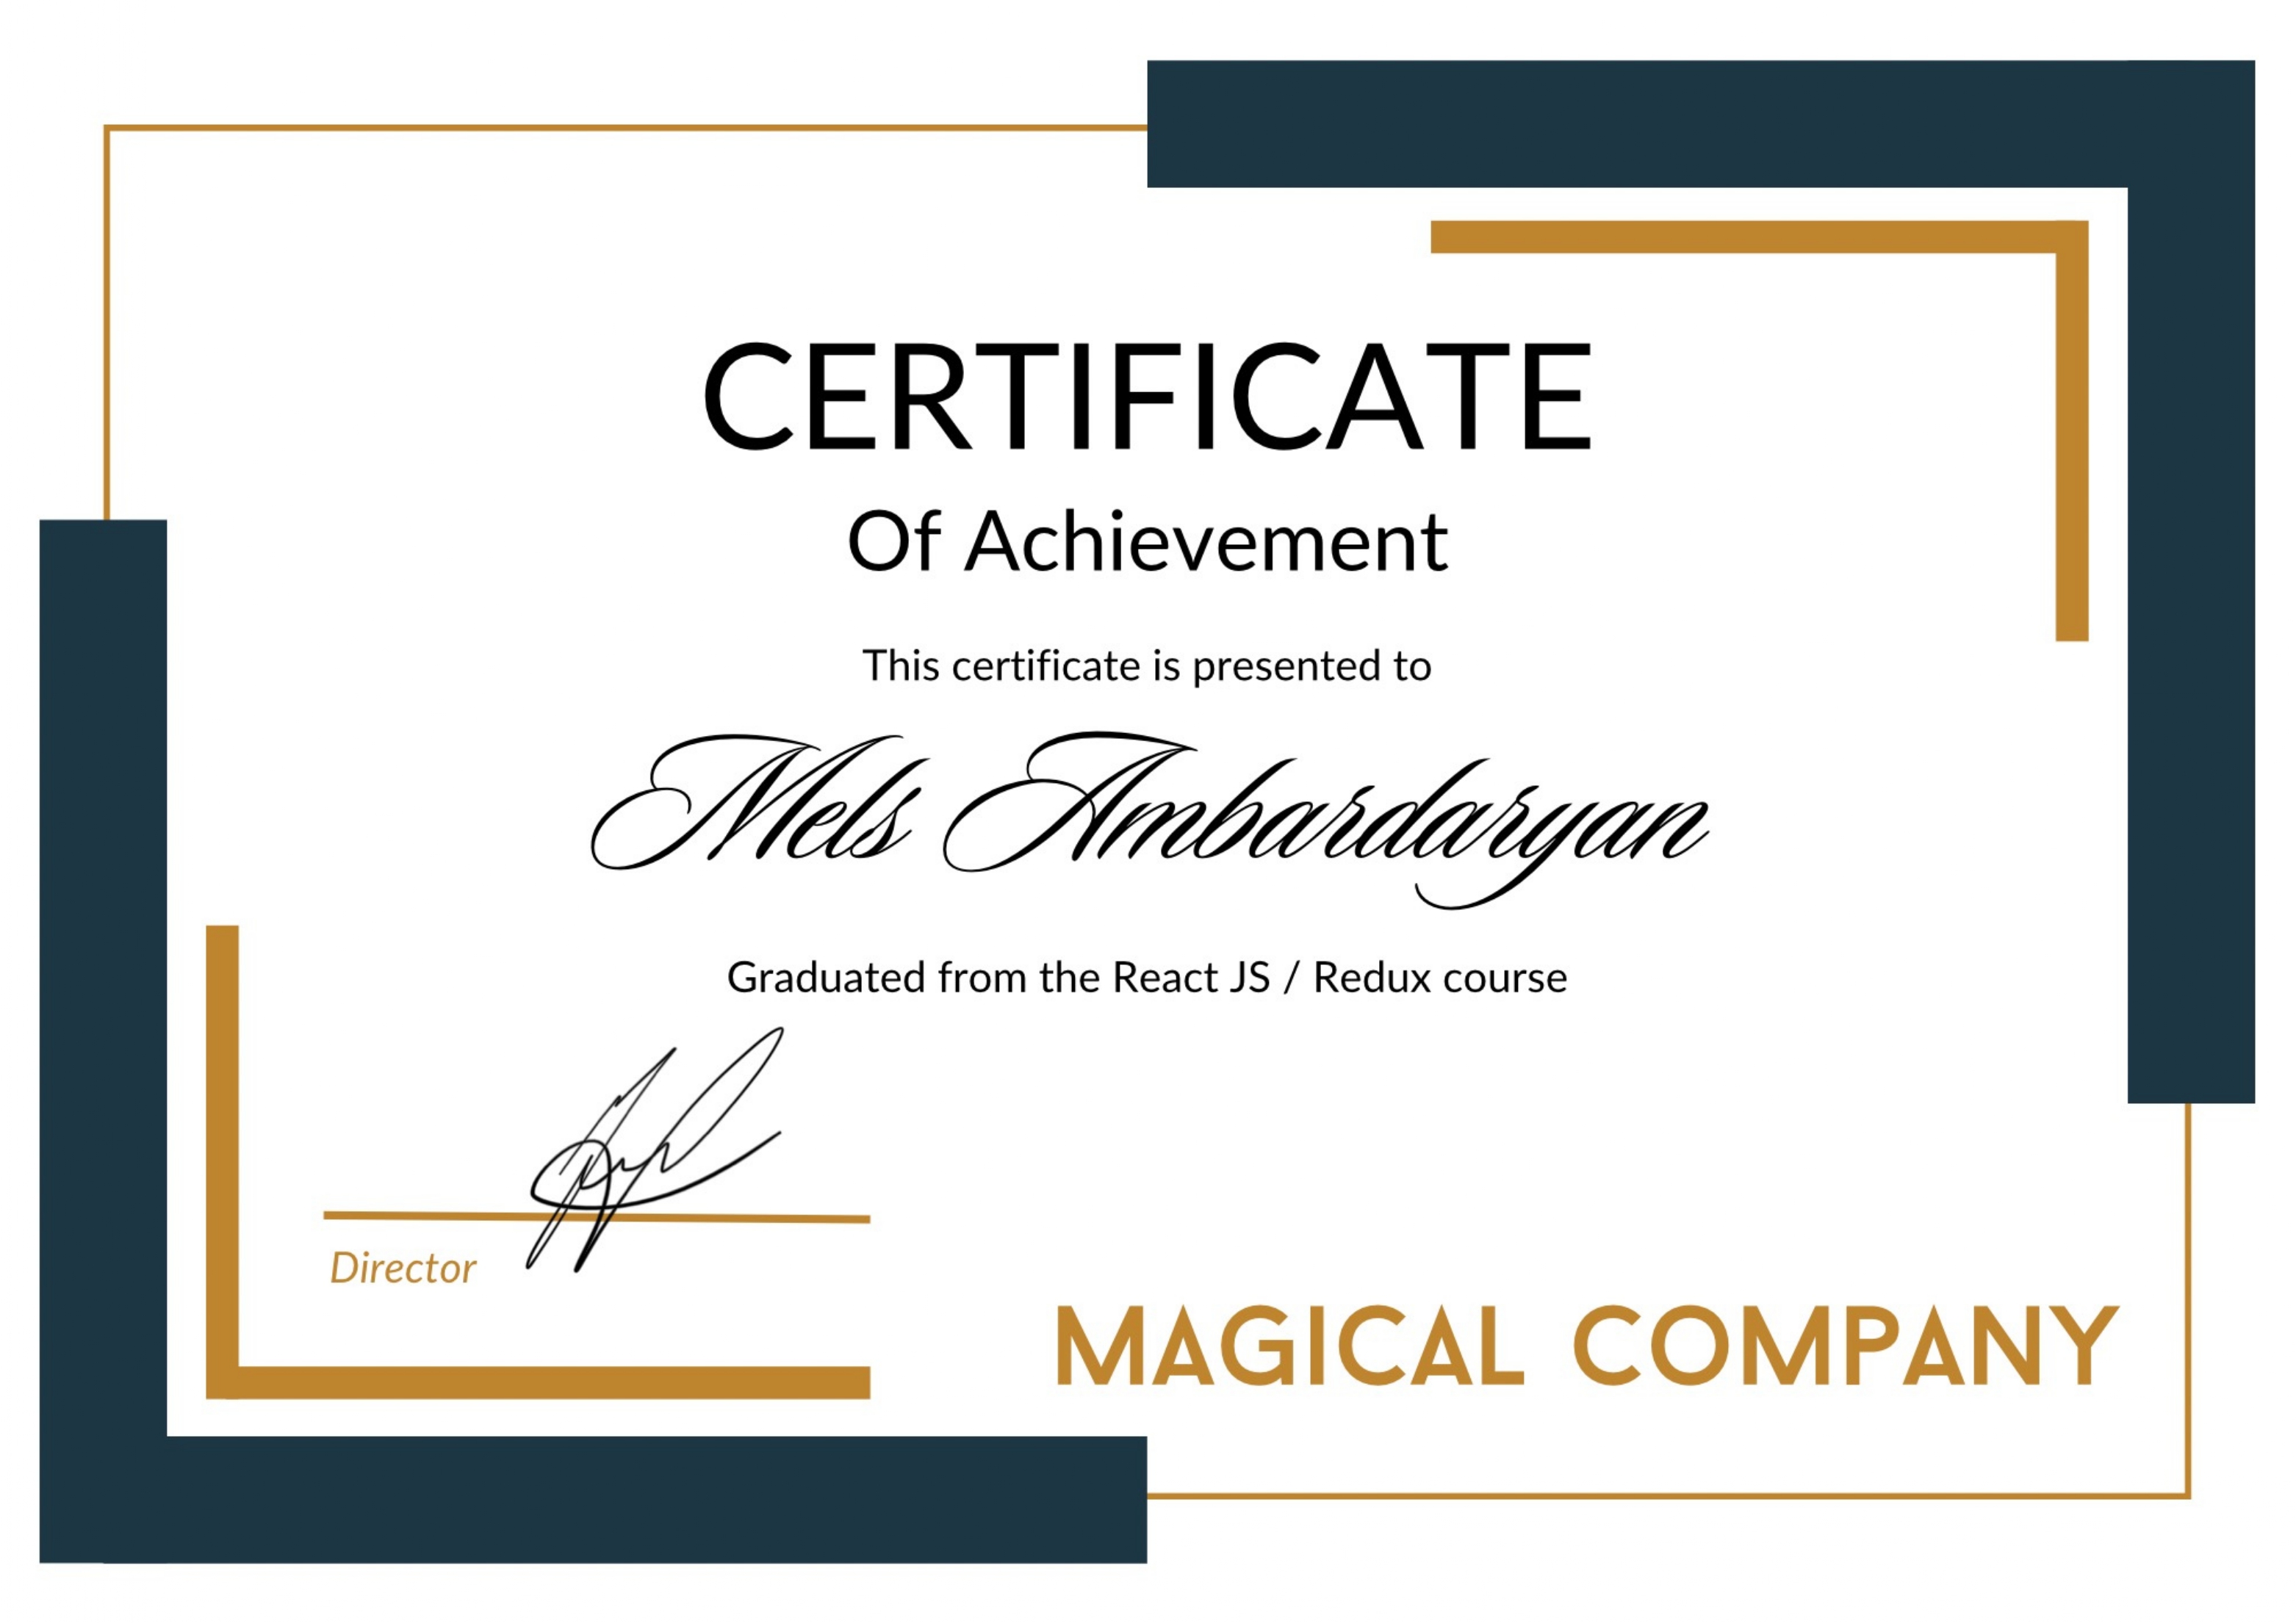 CERTIFICATE
Of Achievement
This certificate is presented to
Mels Ambardaryan
Graduated from the React JS / Redux course
Director
MAGICAL COMPANY